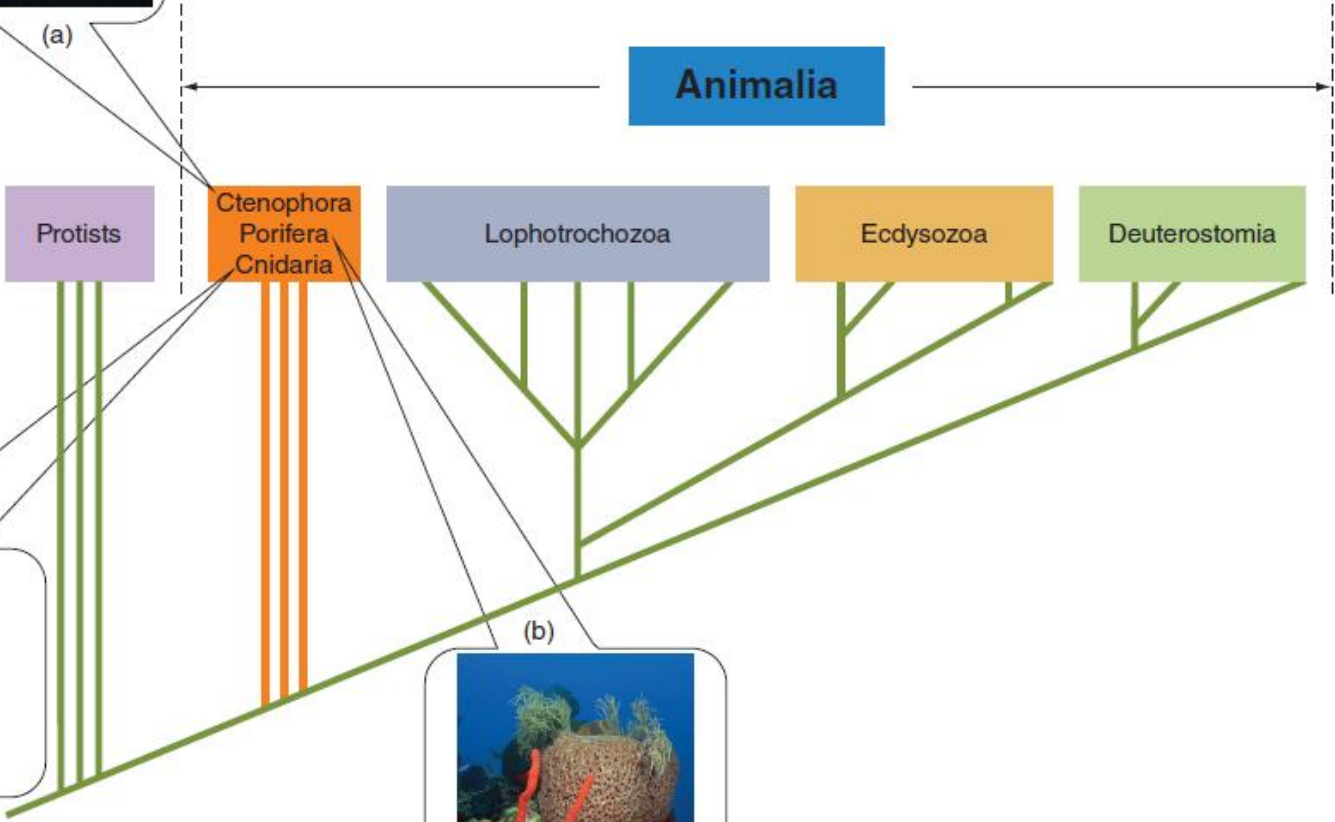 (a)
Animalia
Protists
Ctenophora
Porifera
Cnidaria
Lophotrochozoa
Ecdysozoa
Deuterostomia
(b)